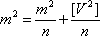 m² = m²/n + [V²]/n